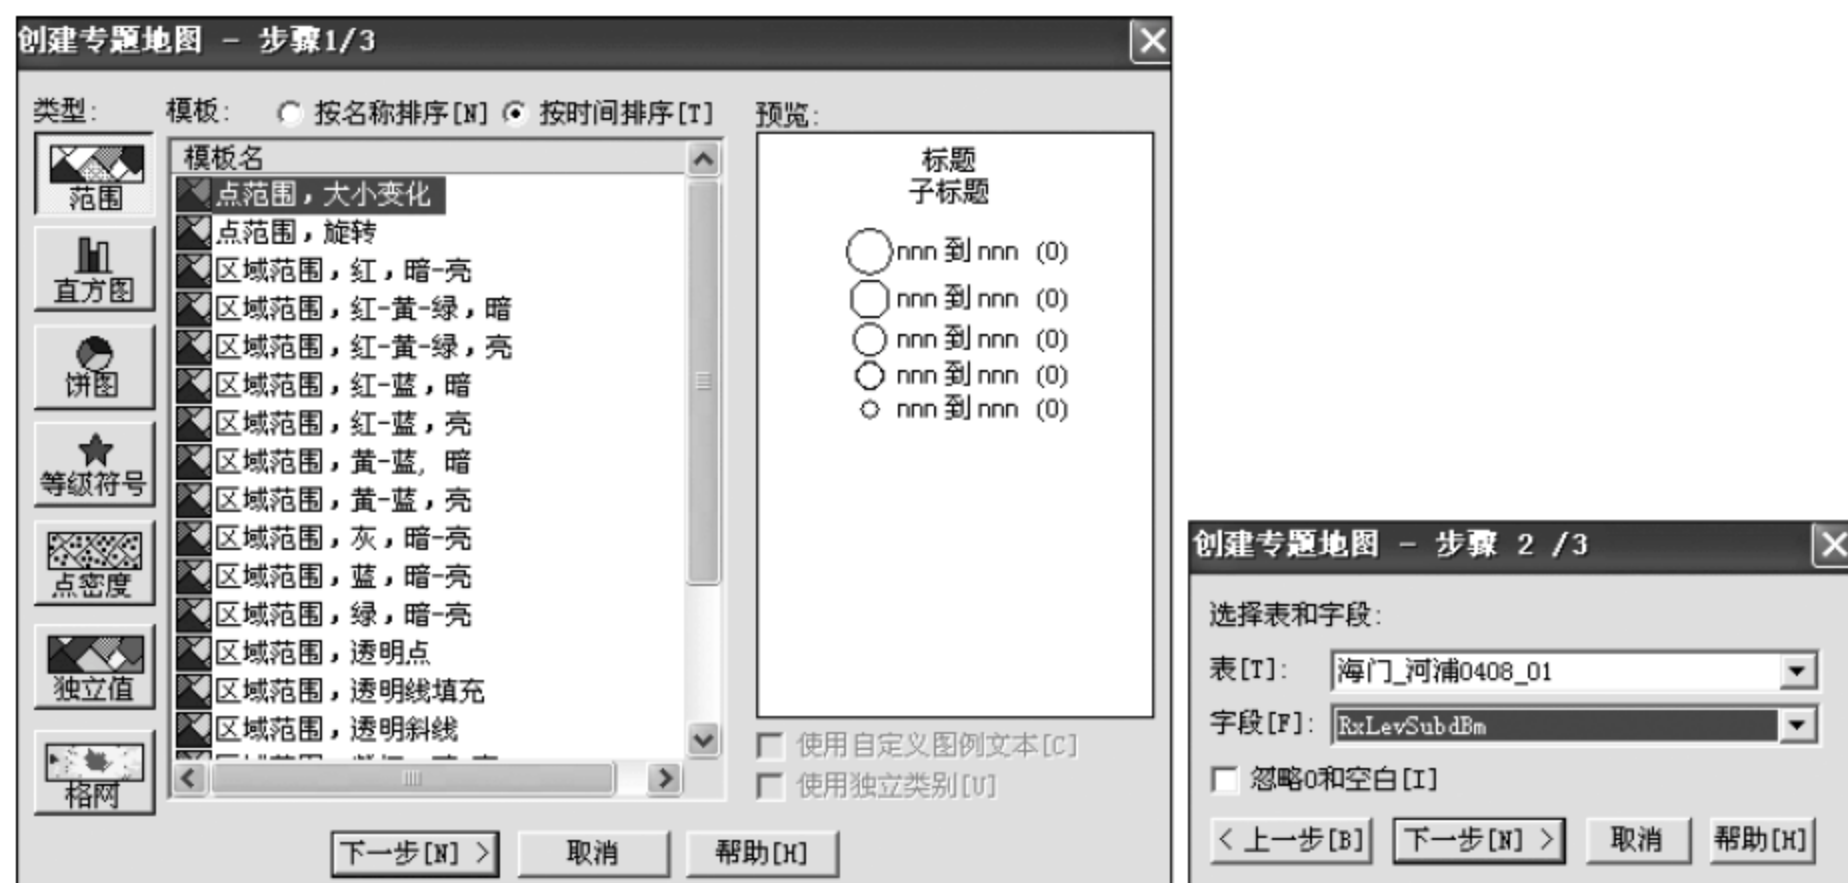 创建专题地图 - 步骤1/3
类型:
模板: 按名称排序[N] 按时间排序[T]
预览:
范围
直方图
饼图
等级符号
点密度
独立值
格网
模板名
点范围，大小变化
点范围，旋转
区域范围，红，暗-亮
区域范围，红-黄-绿，暗
区域范围，红-黄-绿，亮
区域范围，红-蓝，暗
区域范围，红-蓝，亮
区域范围，黄-蓝, 暗
区域范围，黄-蓝，亮
区域范围，灰，暗-亮
区域范围，蓝，暗-亮
区域范围，绿，暗-亮
区域范围，透明点
区域范围，透明线填充
区域范围，透明斜线
标题
子标题
nnn 到 nnn (0)
nnn 到 nnn (0)
nnn 到 nnn (0)
nnn 到 nnn (0)
nnn 到 nnn (0)
使用自定义图例文本[C]
使用独立类别[U]
下一步[N] >
取消
帮助[H]
创建专题地图 - 步骤 2 /3
选择表和字段:
表[T]: 海门_河浦0408_01
字段[F]: RxLevSubdBm
忽略0和空白[I]
< 上一步[B]
下一步[N] >
取消
帮助[H]